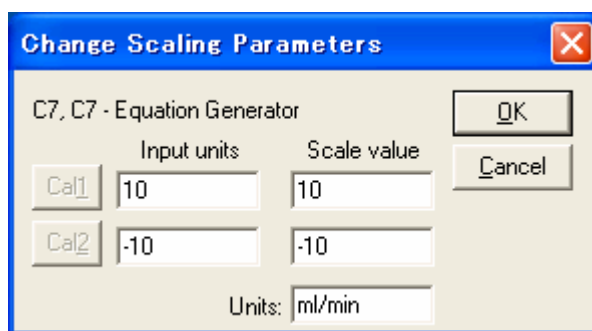 Change Scaling Parameters
C7, C7 - Equation Generator
OK
Input units Scale value
Cancel
Cal1 10 10
Cal2 -10 -10
Units: ml/min